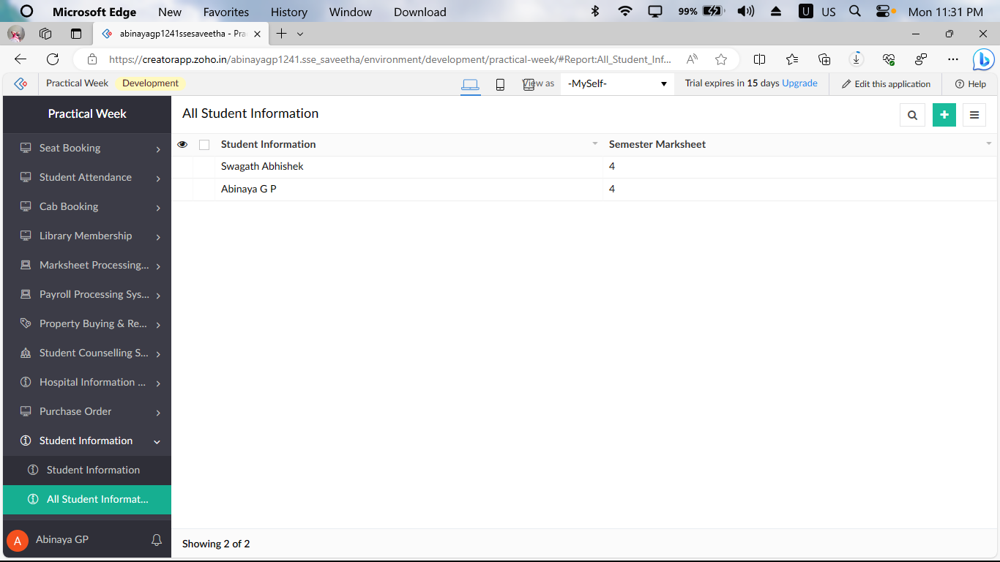 Microsoft Edge New Favorites History Window Download 99% U US Mon 11:31 PM
abinayagp1241ssesaveetha - Pra
https://creatorapp.zoho.in/abinayagp1241.sse_saveetha/environment/development/practical-week/#Report:All_Student_Inf...
Practical Week Development View as -MySelf- Trial expires in 15 days Upgrade Edit this application Help
Practical Week
Seat Booking
Student Attendance
Cab Booking
Library Membership
Marksheet Processing...
Payroll Processing Sys...
Property Buying & Re...
Student Counselling S...
Hospital Information ...
Purchase Order
Student Information
Student Information
All Student Informat...
A Abinaya GP
All Student Information
Student Information Semester Marksheet
Swagath Abhishek 4
Abinaya G P 4
Showing 2 of 2